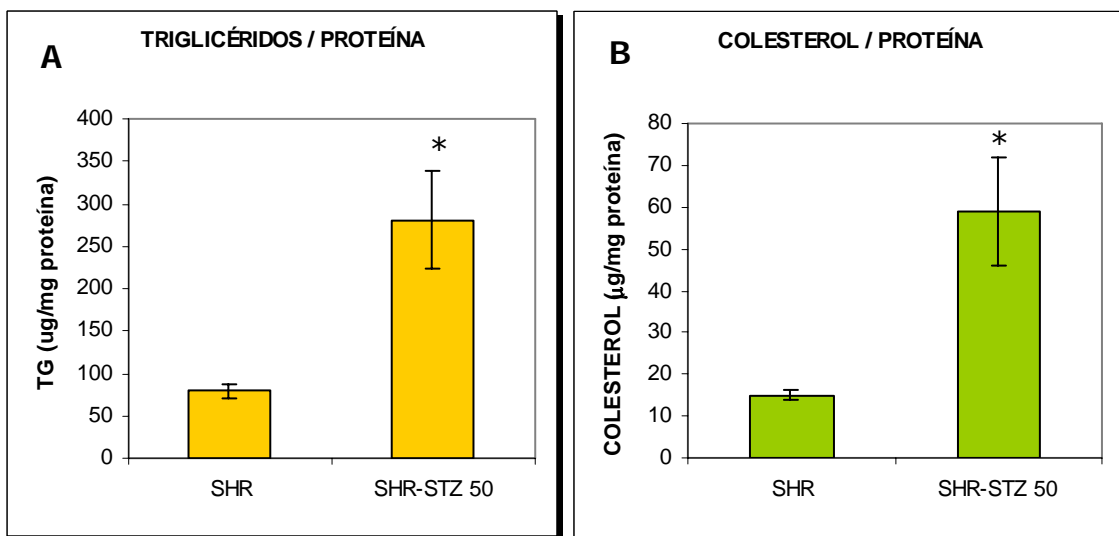 A
TRIGLICÉRIDOS / PROTEÍNA
TG (ug/mg proteína)
400
350
300
250
200
150
100
50
0
*
SHR
SHR-STZ 50
B
COLESTEROL / PROTEÍNA
COLESTEROL (µg/mg proteína)
80
70
60
50
40
30
20
10
0
*
SHR
SHR-STZ 50